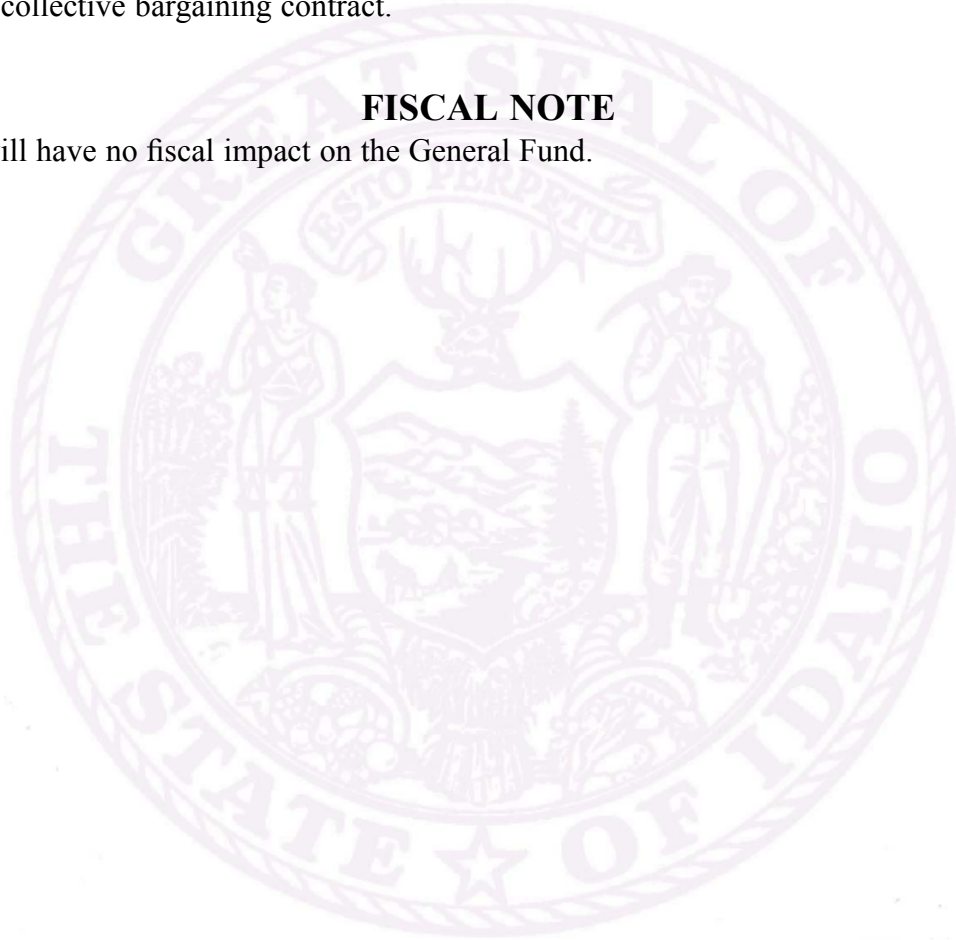 collective bargaining contract.
FISCAL NOTE
ill have no fiscal impact on the General Fund.
GREAT SEAL OF
ESTO PERPETUA
THE STATE OF IDAHO